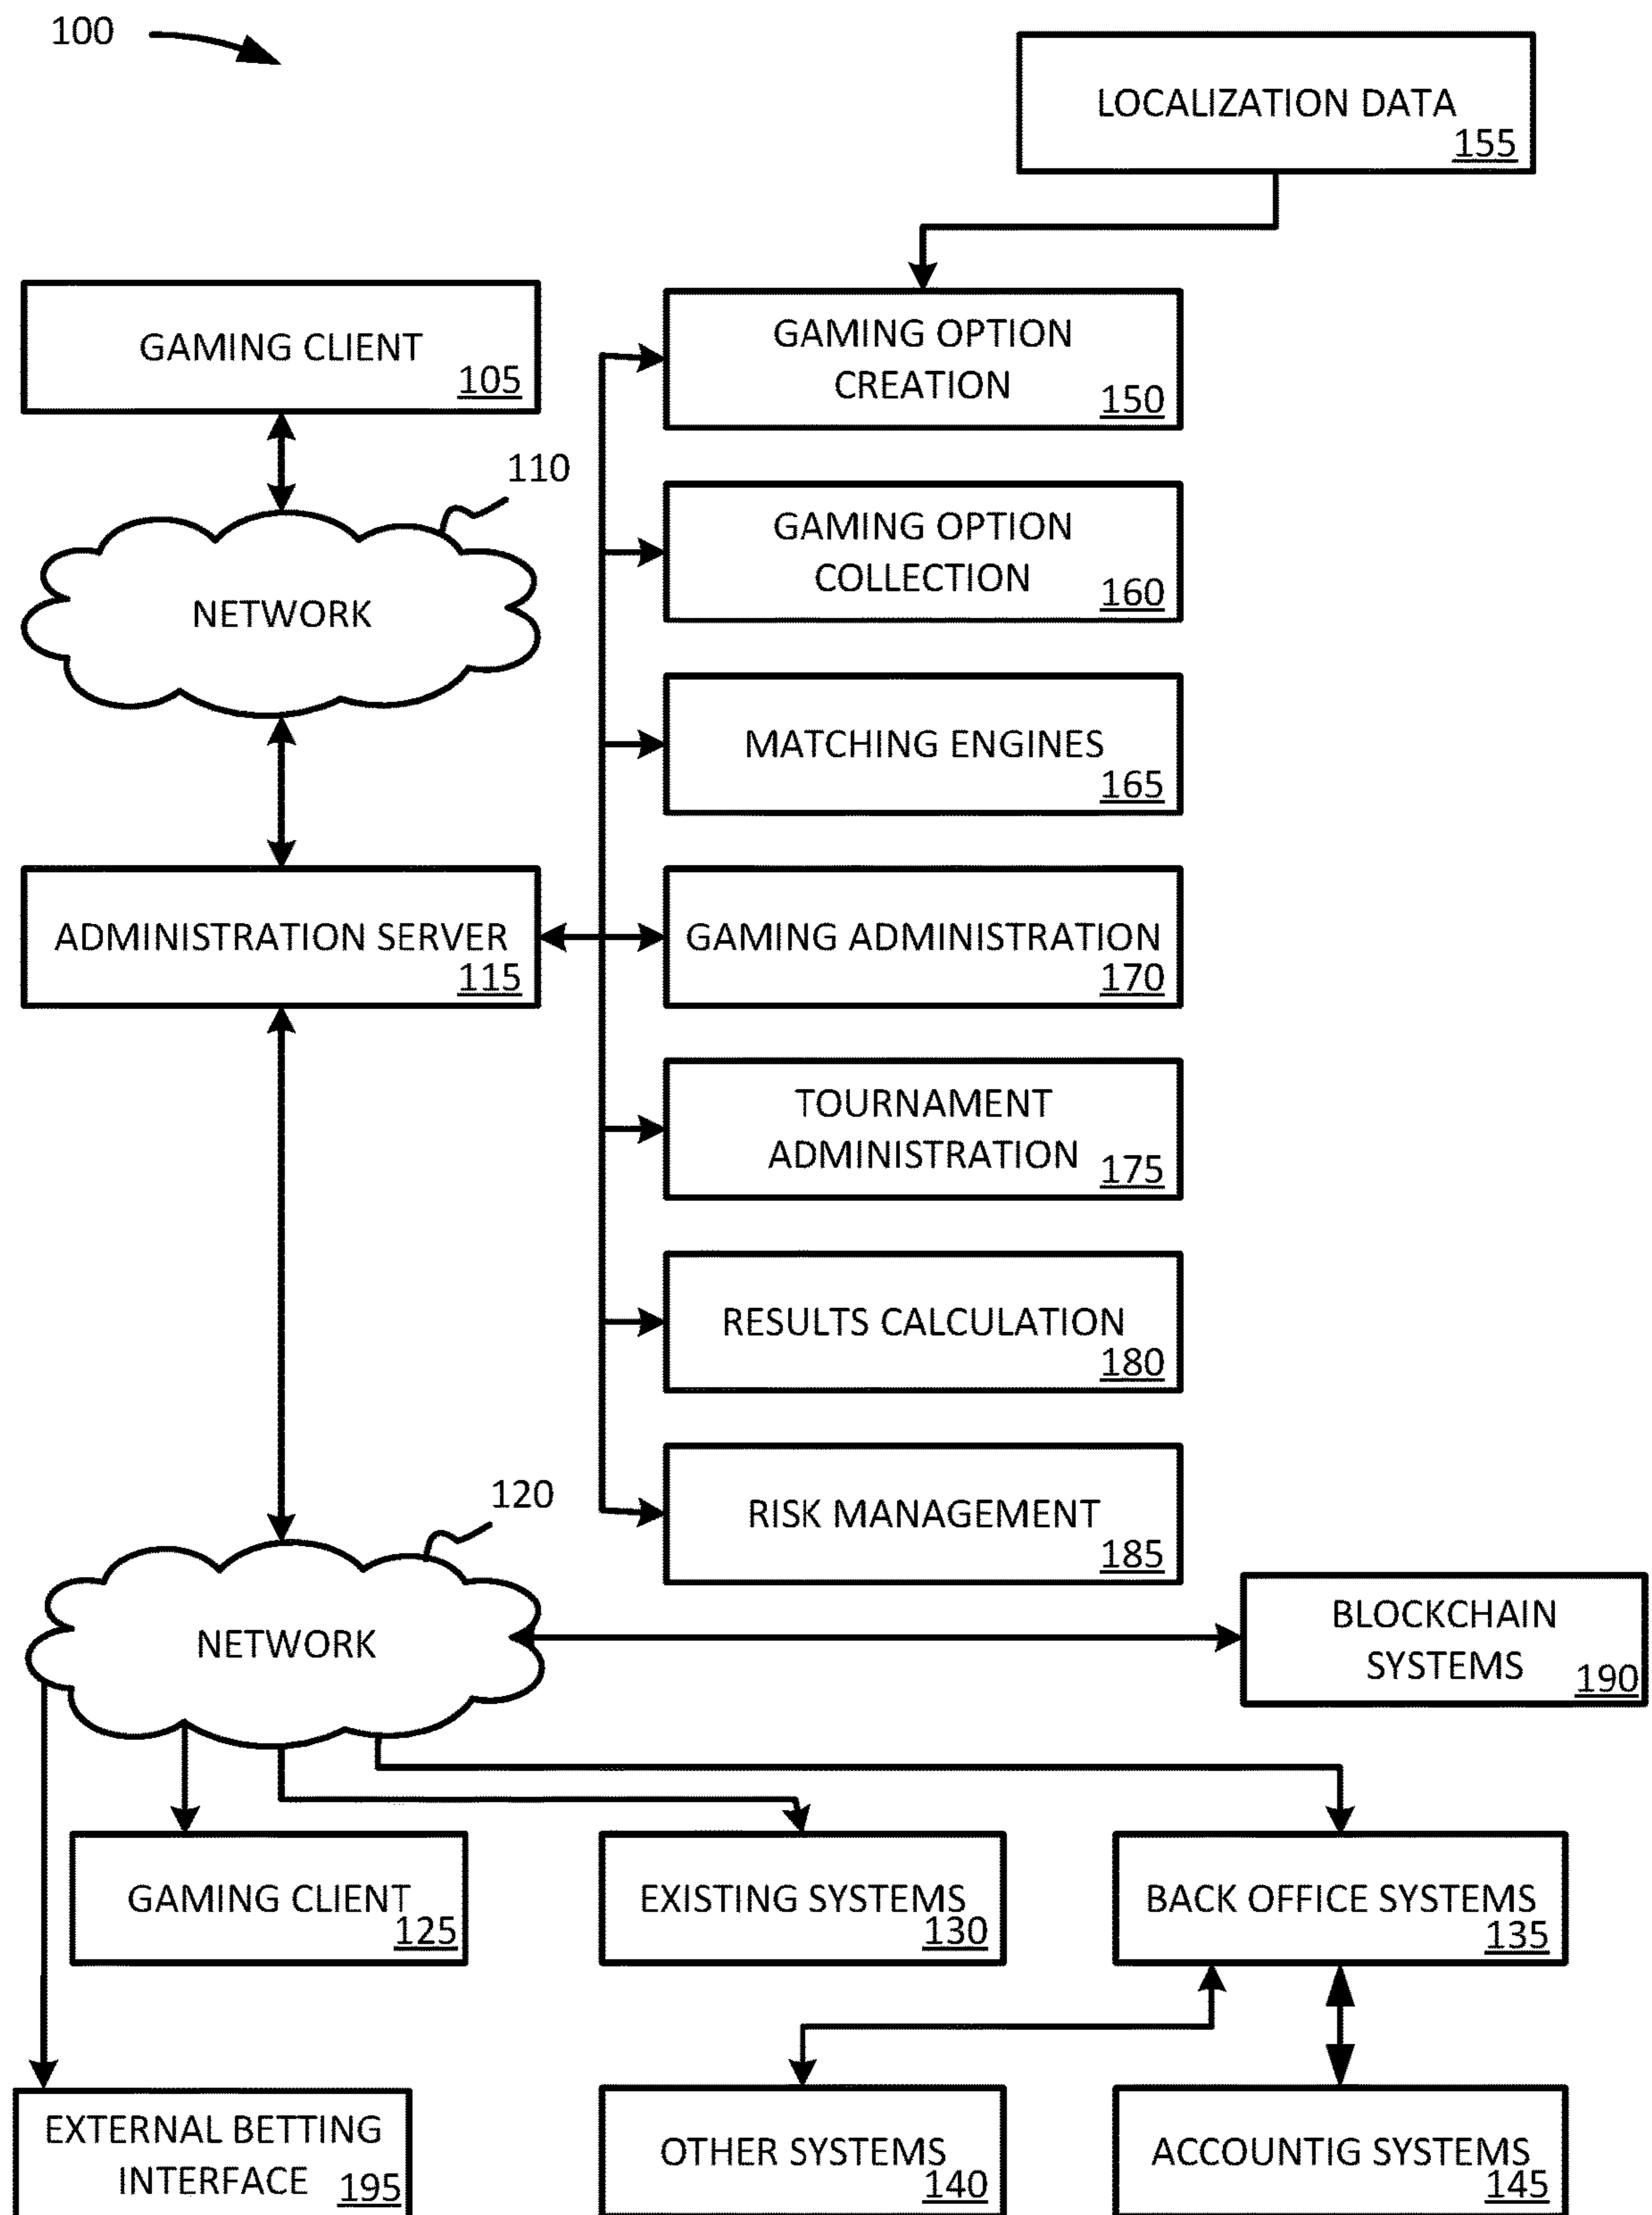 100
LOCALIZATION DATA
155
GAMING CLIENT
105
GAMING OPTION
CREATION
150
110
NETWORK
GAMING OPTION
COLLECTION
160
MATCHING ENGINES
165
ADMINISTRATION SERVER
115
GAMING ADMINISTRATION
170
TOURNAMENT
ADMINISTRATION
175
RESULTS CALCULATION
180
RISK MANAGEMENT
185
120
NETWORK
BLOCKCHAIN
SYSTEMS
190
GAMING CLIENT
125
EXISTING SYSTEMS
130
BACK OFFICE SYSTEMS
135
EXTERNAL BETTING
INTERFACE
195
OTHER SYSTEMS
140
ACCOUNTIG SYSTEMS
145